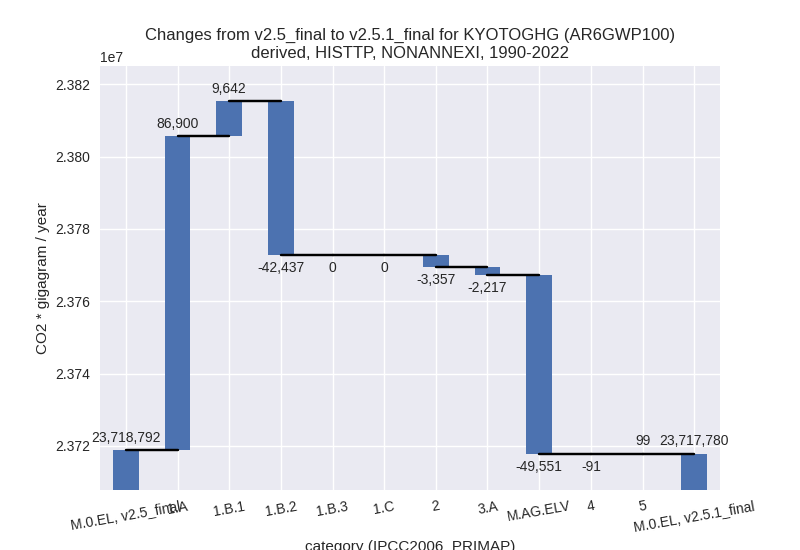 Changes from v2.5_final to v2.5.1_final for KYOTOGHG (AR6GWP100)
derived, HISTTP, NONANNEXI, 1990-2022
1e7
2.382
2.380
2.378
2.376
2.374
2.372
CO2 * gigagram / year
23,718,792
86,900
9,642
-42,437
0
0
-3,357
-2,217
-49,551
-91
99
23,717,780
M.0.EL, v2.5_final
1.A
1.B.1
1.B.2
1.B.3
1.C
2
3.A
M.AG.ELV
4
5
M.0.EL, v2.5.1_final
category (IPCC2006_PRIMAP)